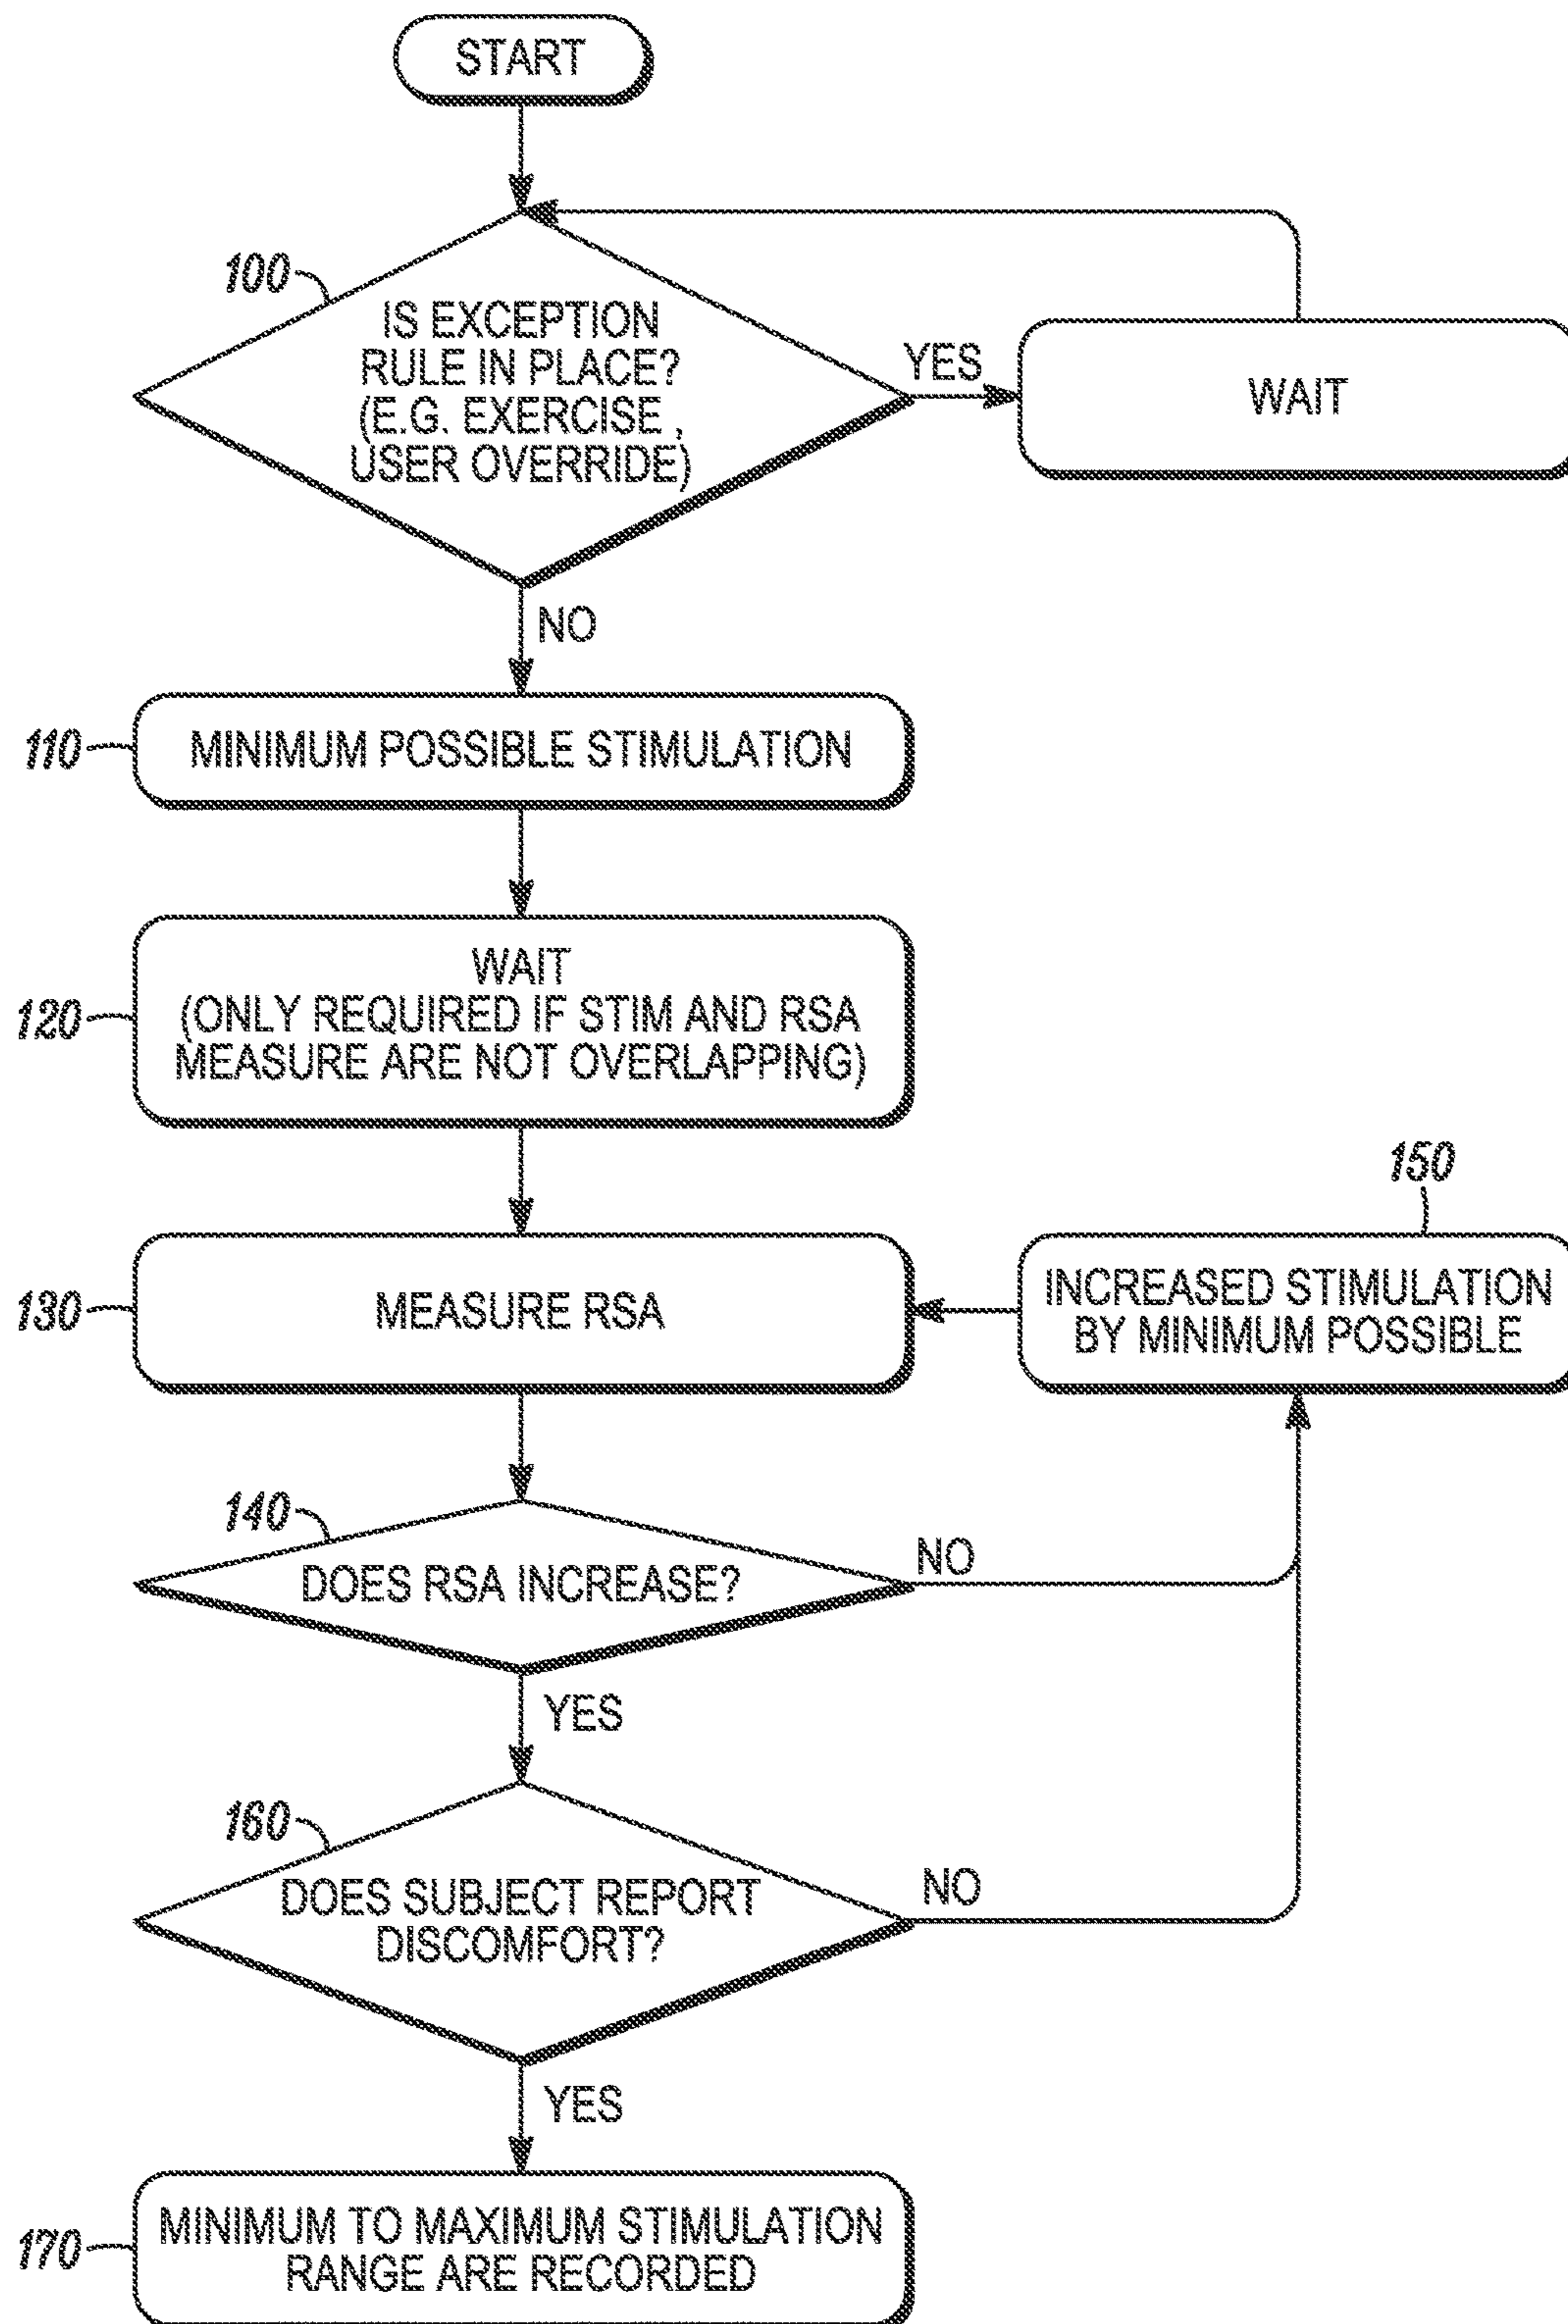 START
100
IS EXCEPTION
RULE IN PLACE?
(E.G. EXERCISE ,
USER OVERRIDE)
YES
WAIT
NO
110
MINIMUM POSSIBLE STIMULATION
120
WAIT
(ONLY REQUIRED IF STIM AND RSA
MEASURE ARE NOT OVERLAPPING)
130
MEASURE RSA
150
INCREASED STIMULATION
BY MINIMUM POSSIBLE
140
DOES RSA INCREASE?
NO
YES
160
DOES SUBJECT REPORT
DISCOMFORT?
NO
YES
170
MINIMUM TO MAXIMUM STIMULATION
RANGE ARE RECORDED